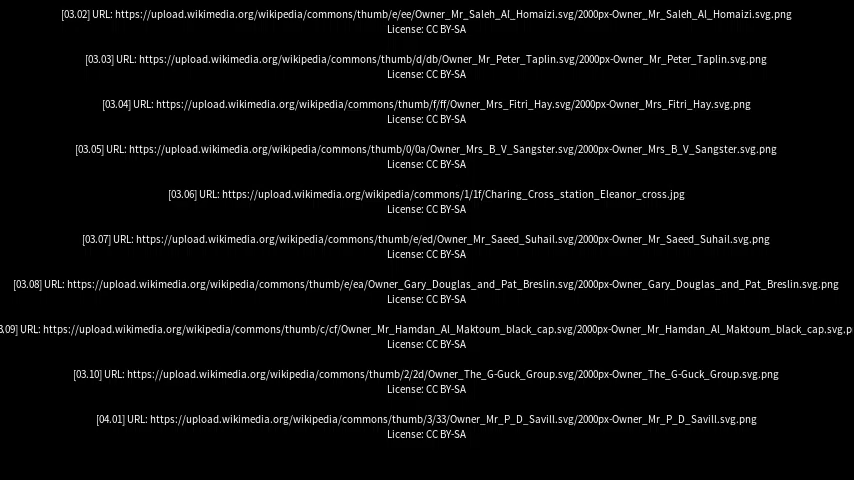 [03.02] URL: https://upload.wikimedia.org/wikipedia/commons/thumb/e/ee/Owner_Mr_Saleh_Al_Homaizi.svg/2000px-Owner_Mr_Saleh_Al_Homaizi.svg.png
License: CC BY-SA
[03.03] URL: https://upload.wikimedia.org/wikipedia/commons/thumb/d/db/Owner_Mr_Peter_Taplin.svg/2000px-Owner_Mr_Peter_Taplin.svg.png
License: CC BY-SA
[03.04] URL: https://upload.wikimedia.org/wikipedia/commons/thumb/f/ff/Owner_Mrs_Fitri_Hay.svg/2000px-Owner_Mrs_Fitri_Hay.svg.png
License: CC BY-SA
[03.05] URL: https://upload.wikimedia.org/wikipedia/commons/thumb/0/0a/Owner_Mrs_B_V_Sangster.svg/2000px-Owner_Mrs_B_V_Sangster.svg.png
License: CC BY-SA
[03.06] URL: https://upload.wikimedia.org/wikipedia/commons/1/1f/Charing_Cross_station_Eleanor_cross.jpg
License: CC BY-SA
[03.07] URL: https://upload.wikimedia.org/wikipedia/commons/thumb/e/ed/Owner_Mr_Saeed_Suhail.svg/2000px-Owner_Mr_Saeed_Suhail.svg.png
License: CC BY-SA
[03.08] URL: https://upload.wikimedia.org/wikipedia/commons/thumb/e/ea/Owner_Gary_Douglas_and_Pat_Breslin.svg/2000px-Owner_Gary_Douglas_and_Pat_Breslin.svg.png
License: CC BY-SA
3.09] URL: https://upload.wikimedia.org/wikipedia/commons/thumb/c/cf/Owner_Mr_Hamdan_Al_Maktoum_black_cap.svg/2000px-Owner_Mr_Hamdan_Al_Maktoum_black_cap.svg.p
License: CC BY-SA
[03.10] URL: https://upload.wikimedia.org/wikipedia/commons/thumb/2/2d/Owner_The_G-Guck_Group.svg/2000px-Owner_The_G-Guck_Group.svg.png
License: CC BY-SA
[04.01] URL: https://upload.wikimedia.org/wikipedia/commons/thumb/3/33/Owner_Mr_P_D_Savill.svg/2000px-Owner_Mr_P_D_Savill.svg.png
License: CC BY-SA